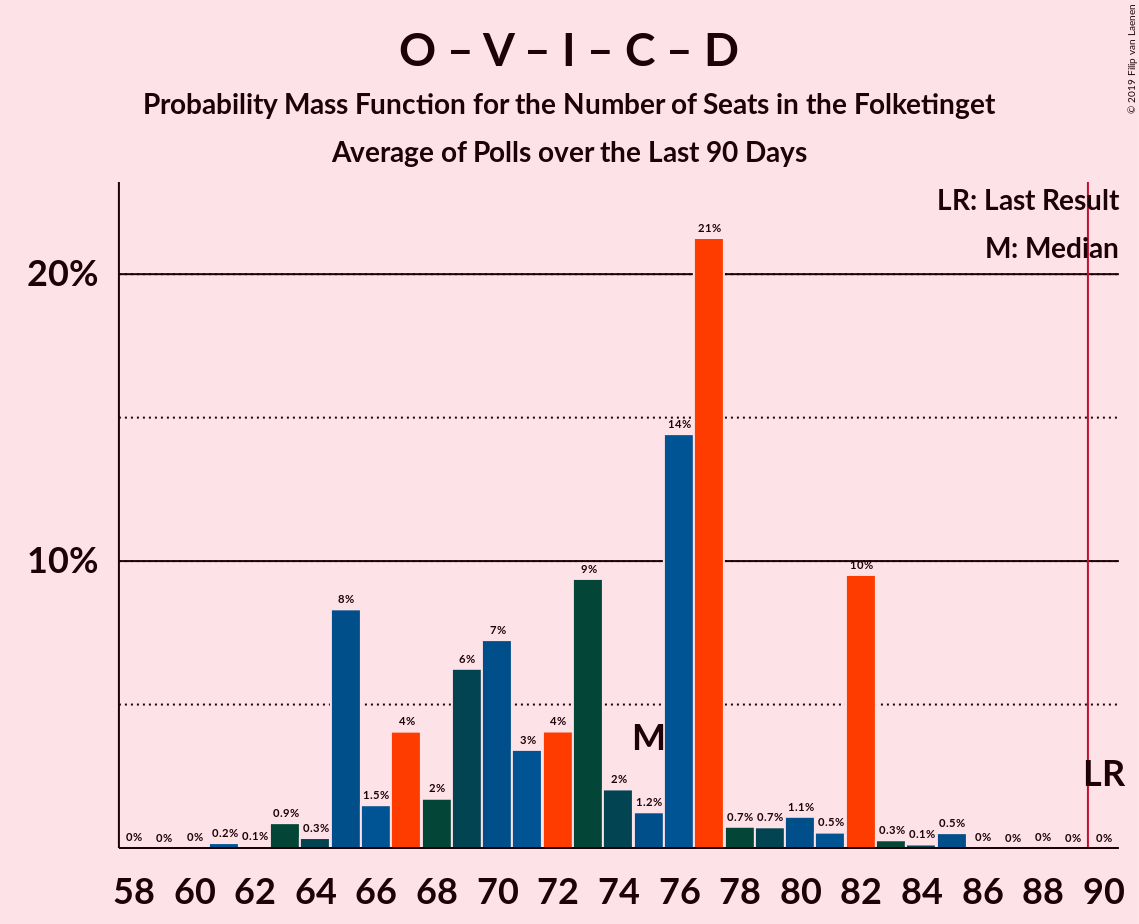 O – V – I – C – D
Probability Mass Function for the Number of Seats in the Folketinget
Average of Polls over the Last 90 Days
© 2019 Filip van Laenen
LR: Last Result
M: Median
20%
10%
0% 0% 0% 0.2% 0.1% 0.9% 0.3% 8% 1.5% 4% 2% 6% 7% 3% 4% 9% 2% 1.2% 14% 21% 0.7% 0.7% 1.1% 0.5% 10% 0.3% 0.1% 0.5% 0% 0% 0% 0% 0%
M
LR
58 60 62 64 66 68 70 72 74 76 78 80 82 84 86 88 90